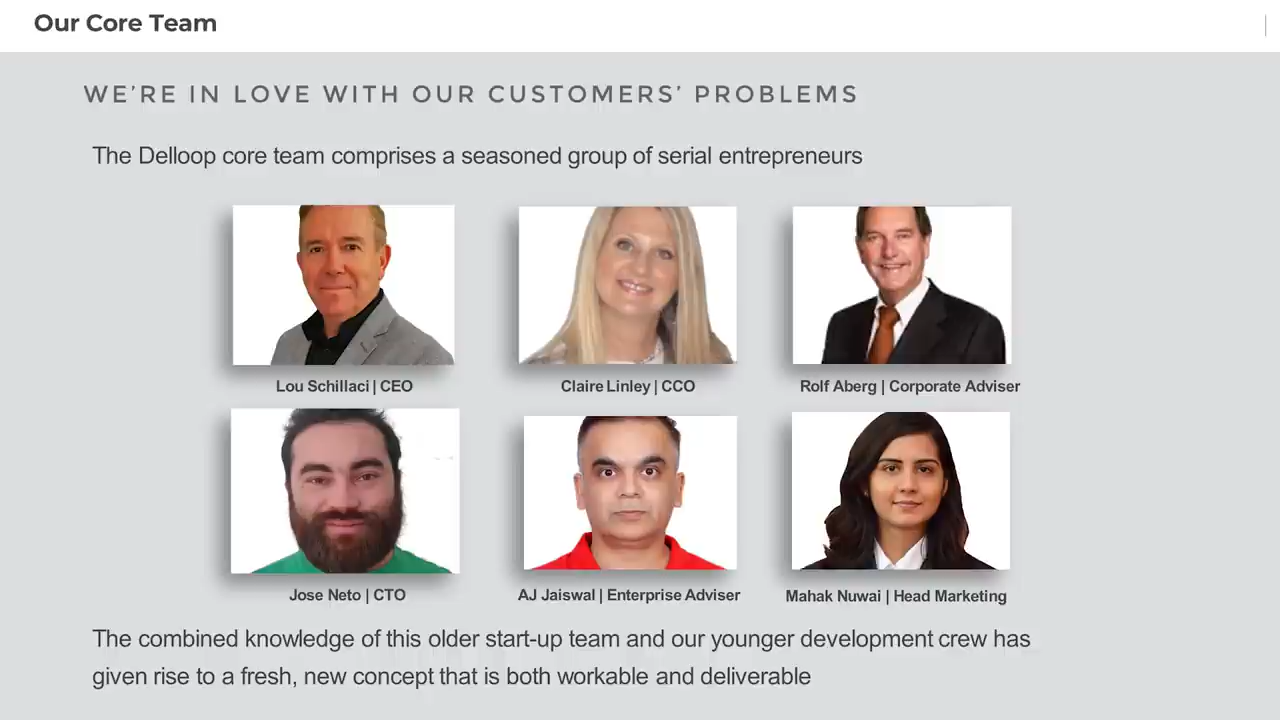 Our Core Team
WE’RE IN LOVE WITH OUR CUSTOMERS’ PROBLEMS
The Delloop core team comprises a seasoned group of serial entrepreneurs
Lou Schillaci | CEO
Claire Linley | CCO
Rolf Aberg | Corporate Adviser
Jose Neto | CTO
AJ Jaiswal | Enterprise Adviser
Mahak Nuwai | Head Marketing
The combined knowledge of this older start-up team and our younger development crew has
given rise to a fresh, new concept that is both workable and deliverable